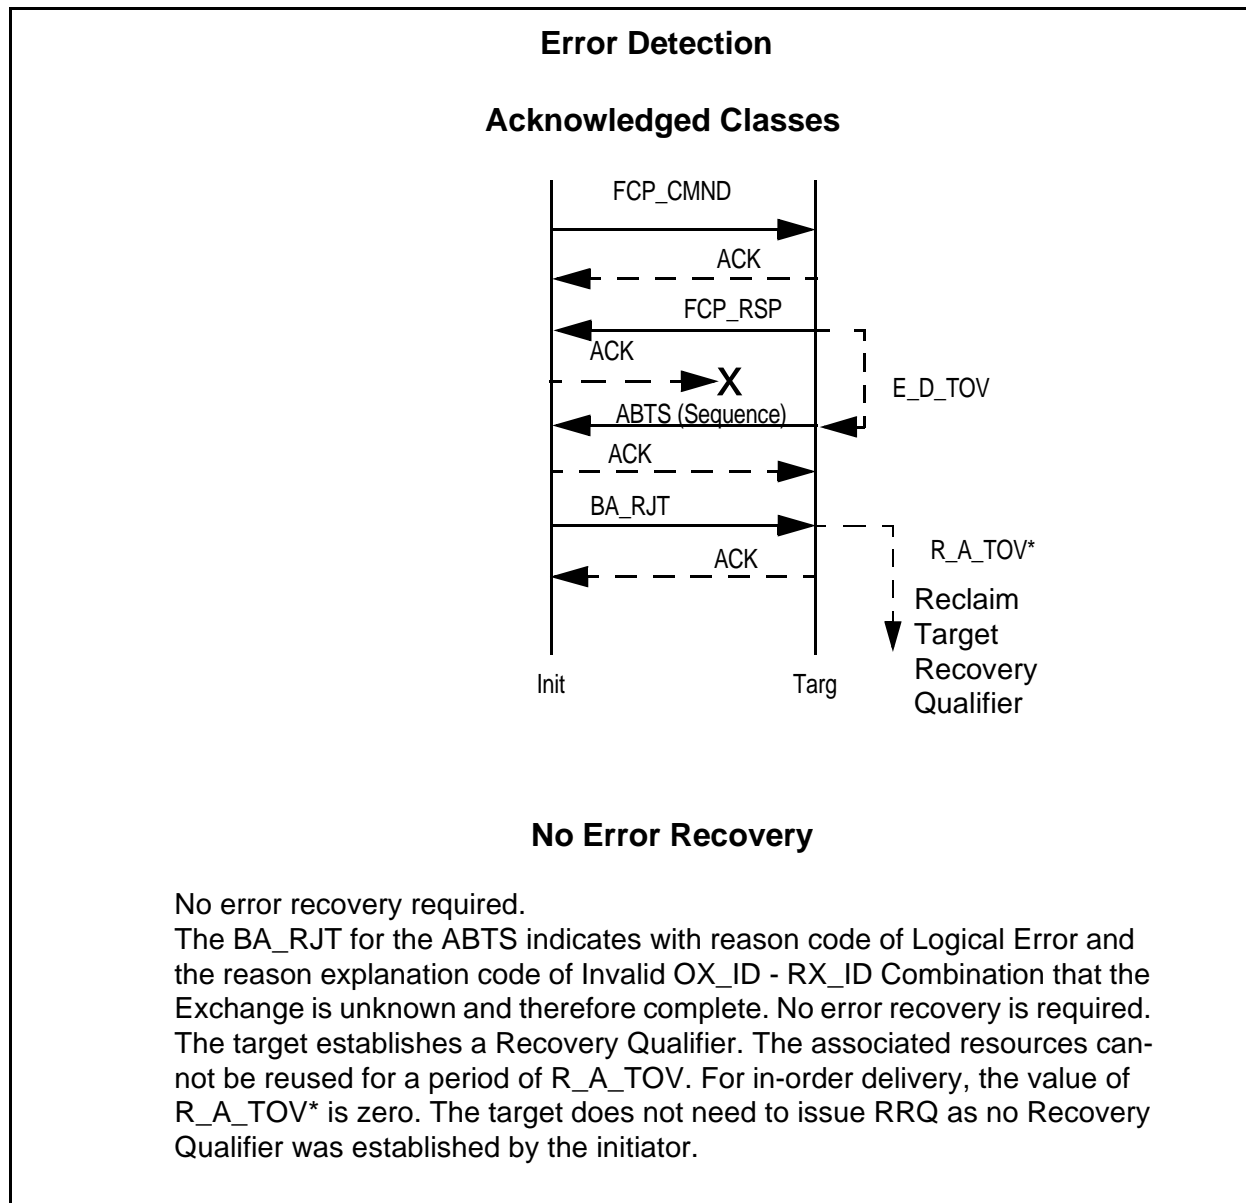 Error Detection
Acknowledged Classes
FCP_CMND
ACK
FCP_RSP
ACK
X
E_D_TOV
ABTS (Sequence)
ACK
BA_RJT
R_A_TOV*
ACK
Reclaim
Target
Recovery
Qualifier
Init
Targ
No Error Recovery
No error recovery required.
The BA_RJT for the ABTS indicates with reason code of Logical Error and
the reason explanation code of Invalid OX_ID - RX_ID Combination that the
Exchange is unknown and therefore complete. No error recovery is required.
The target establishes a Recovery Qualifier. The associated resources can-
not be reused for a period of R_A_TOV. For in-order delivery, the value of
R_A_TOV* is zero. The target does not need to issue RRQ as no Recovery
Qualifier was established by the initiator.